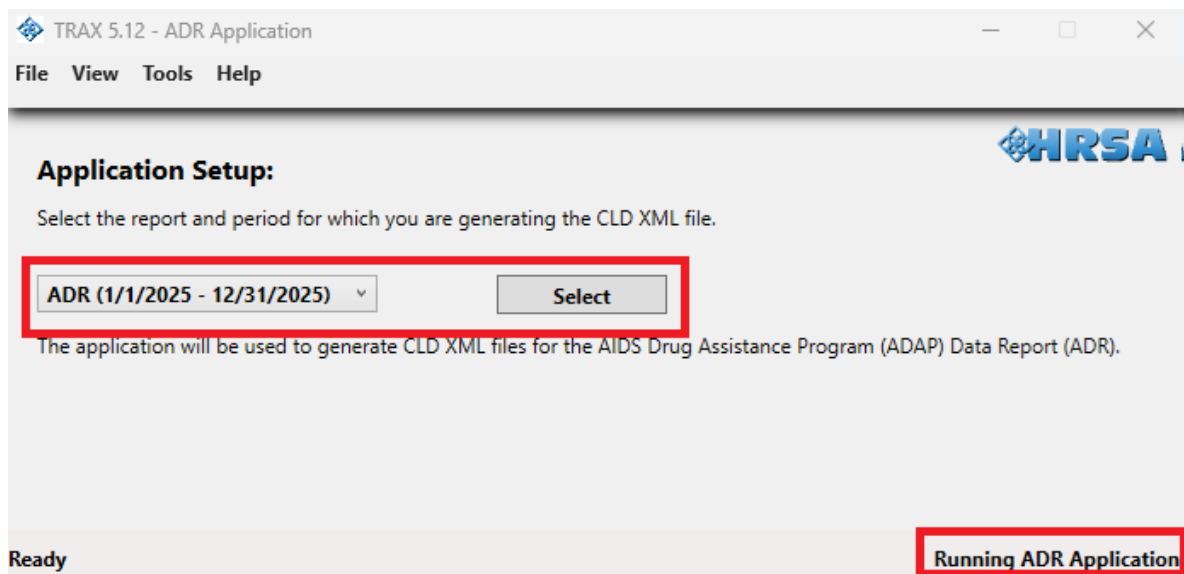 TRAX 5.12 - ADR Application
File View Tools Help
HRSA
Application Setup:
Select the report and period for which you are generating the CLD XML file.
ADR (1/1/2025 - 12/31/2025) Select
The application will be used to generate CLD XML files for the AIDS Drug Assistance Program (ADAP) Data Report (ADR).
Ready Running ADR Application